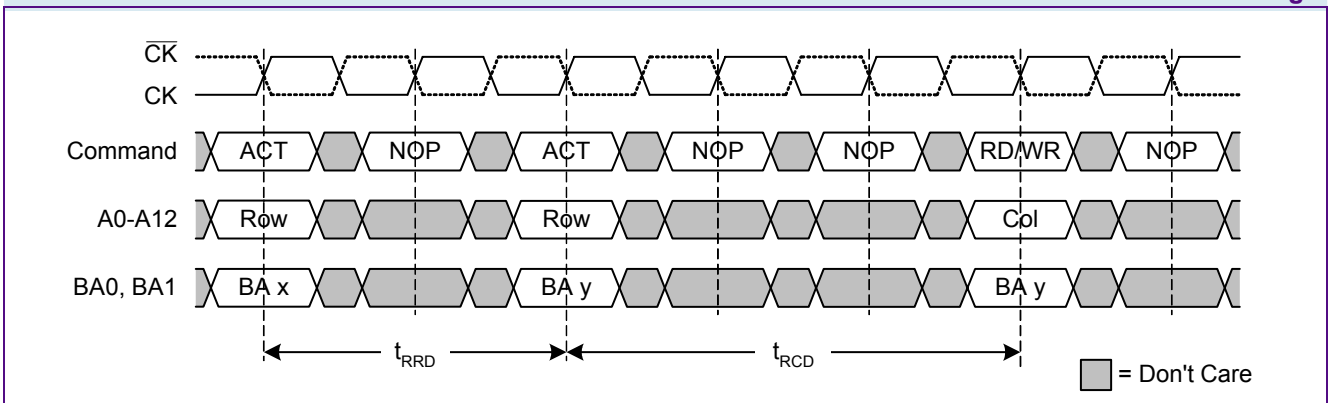 CK
CK
Command ACT NOP ACT NOP NOP RD/WR NOP
A0-A12 Row Row Col
BA0, BA1 BA x BA y BA y
tRRD tRCD
= Don't Care